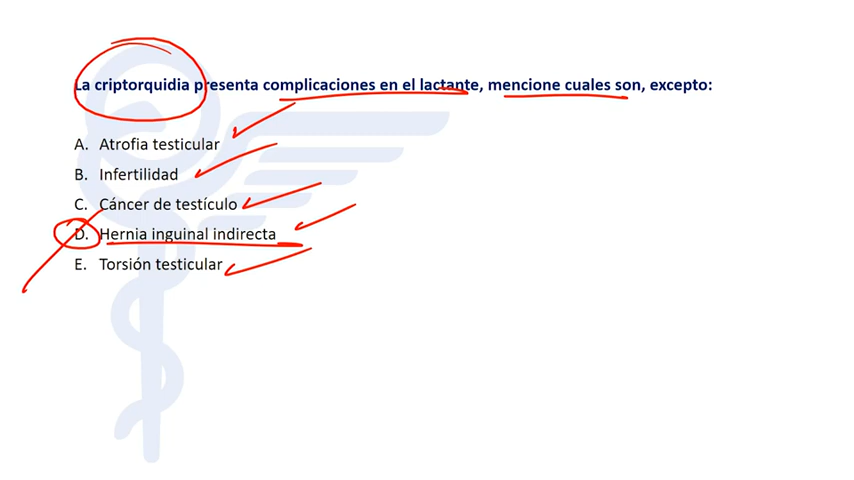 La criptorquidia presenta complicaciones en el lactante, mencione cuales son, excepto:
A. Atrofia testicular
B. Infertilidad
C. Cáncer de testículo
D. Hernia inguinal indirecta
E. Torsión testicular